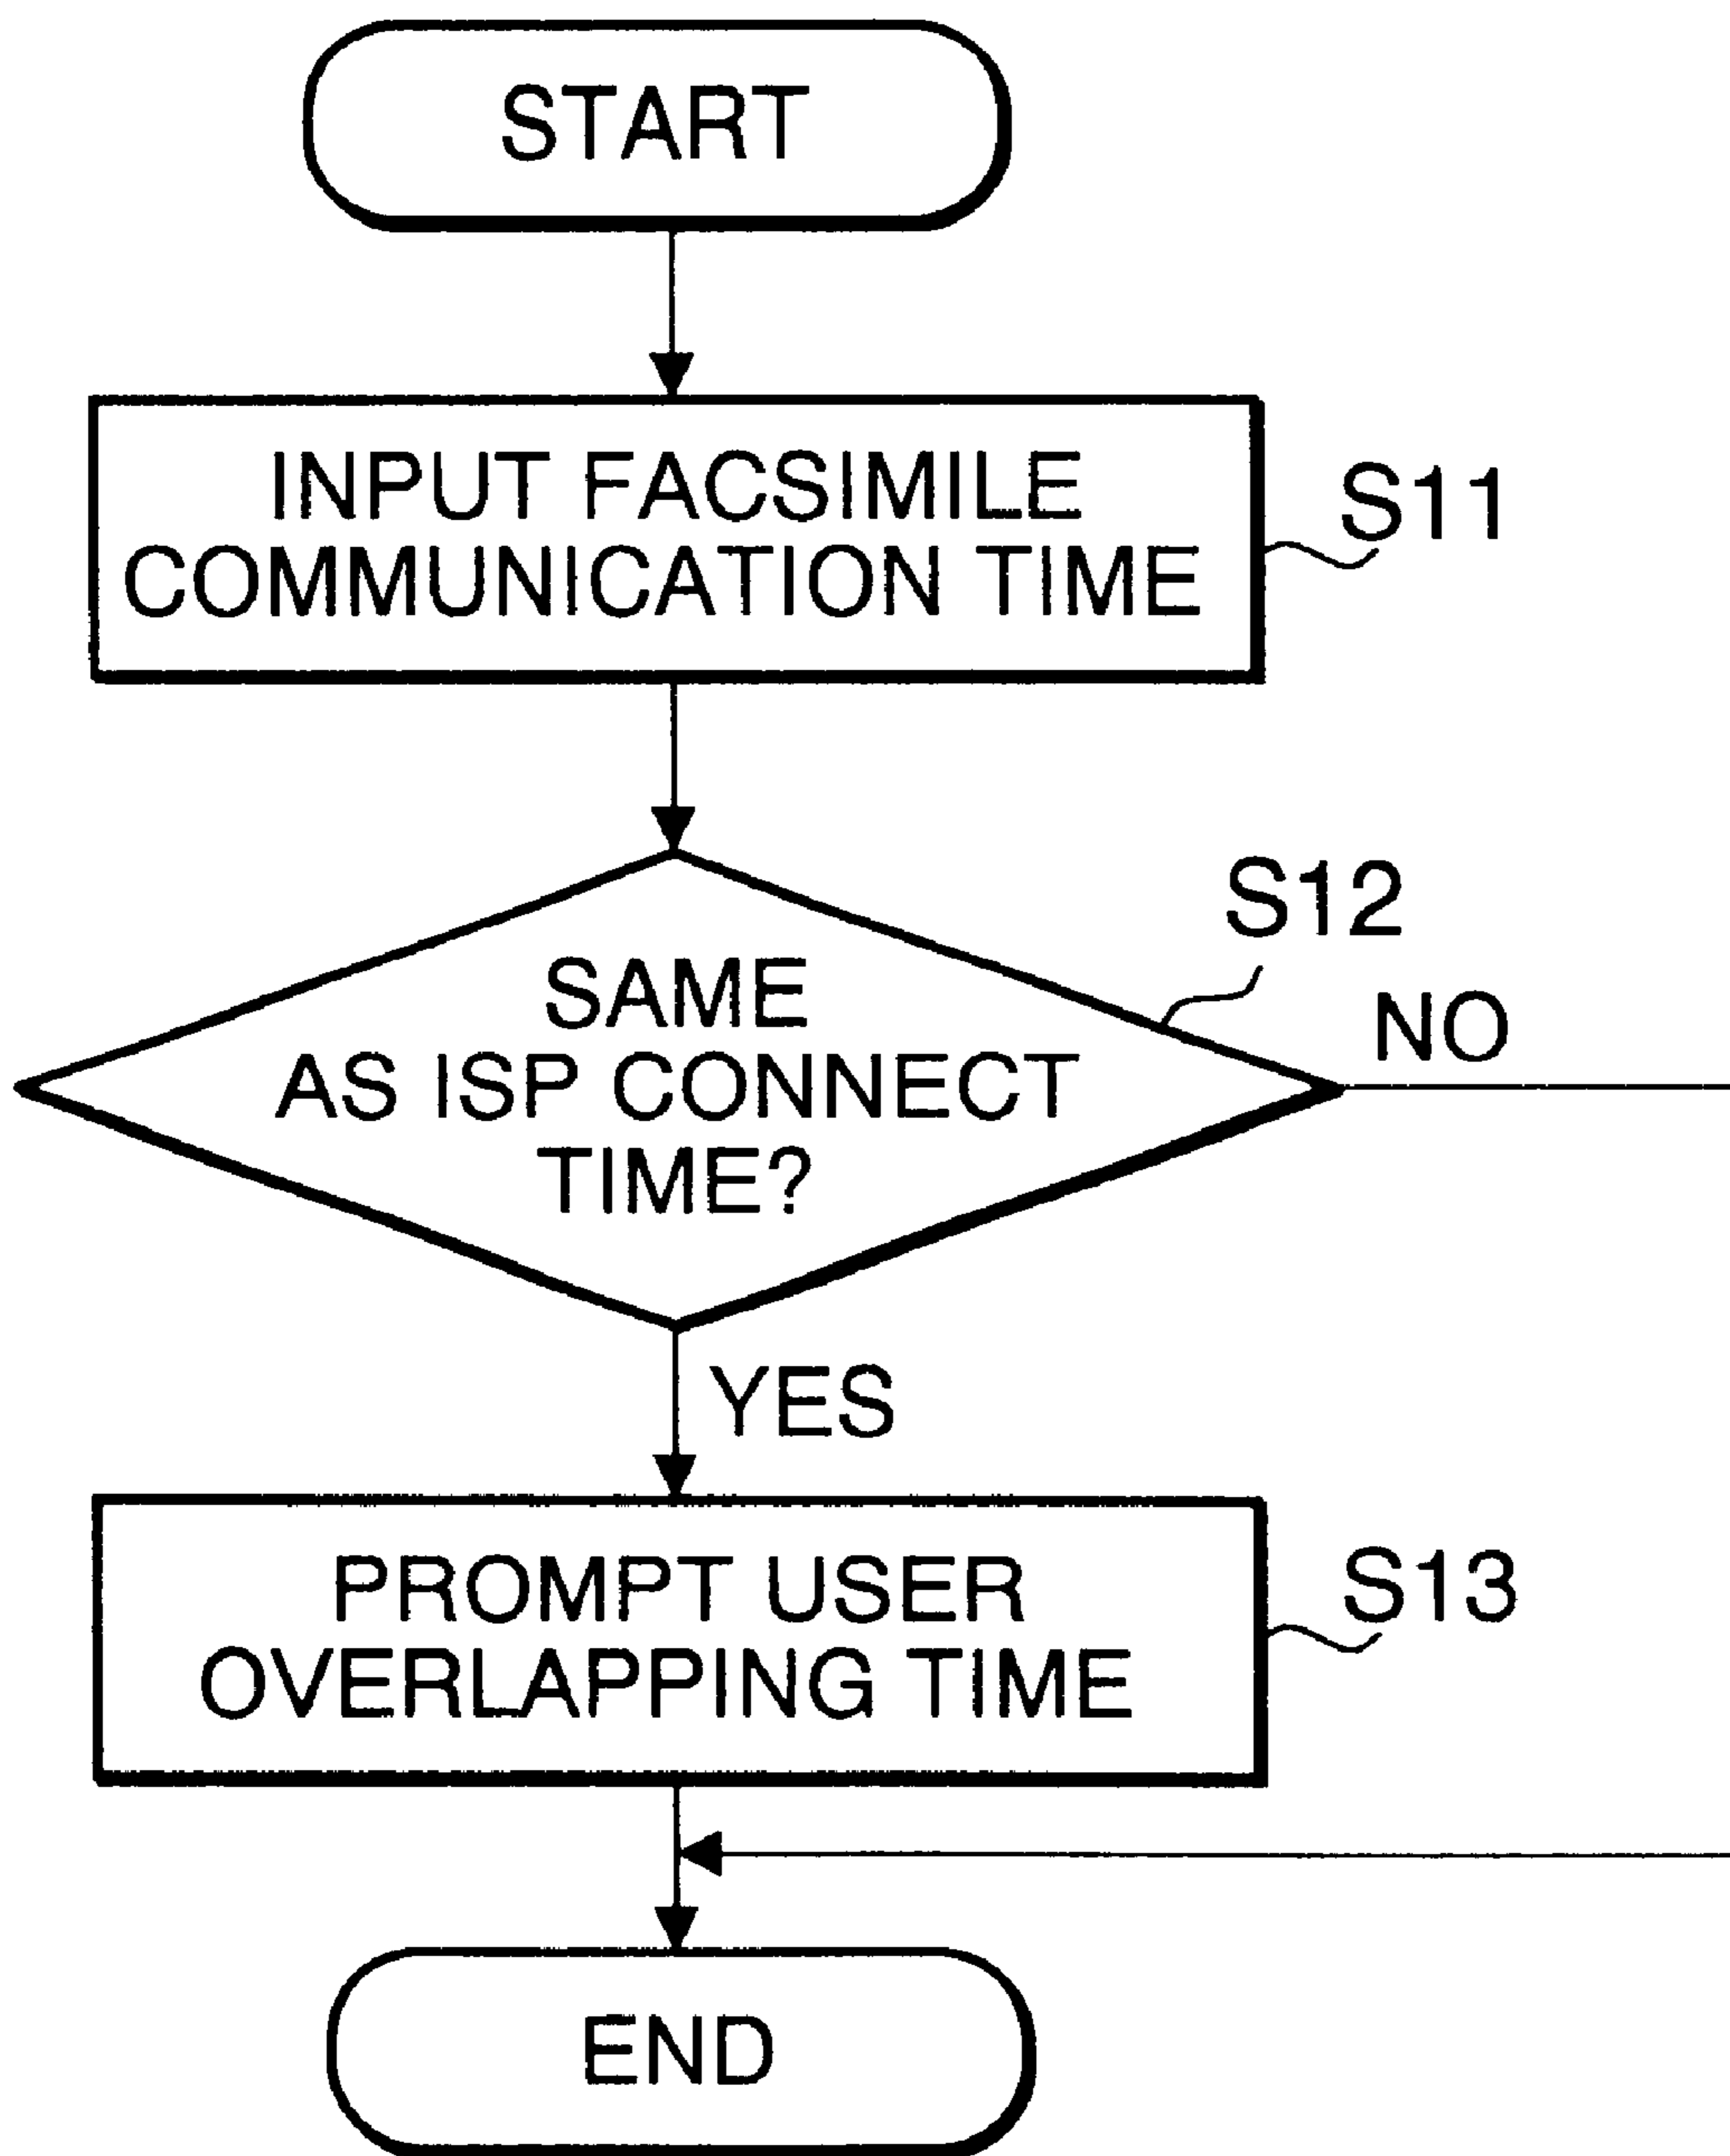 START
INPUT FACSIMILE
COMMUNICATION TIME
S11
S12
SAME
AS ISP CONNECT
TIME?
NO
YES
PROMPT USER
OVERLAPPING TIME
S13
END